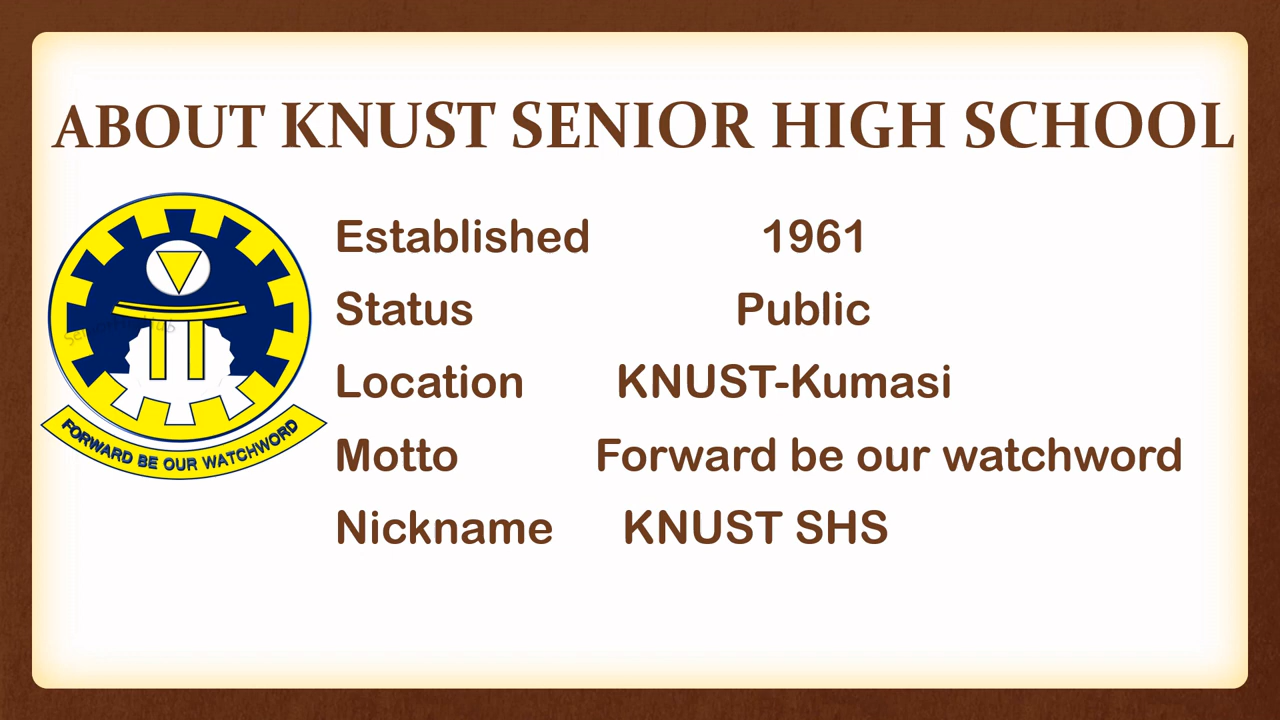 ABOUT KNUST SENIOR HIGH SCHOOL
Established 1961
Status Public
Location KNUST-Kumasi
Motto Forward be our watchword
Nickname KNUST SHS
FORWARD BE OUR WATCHWORD